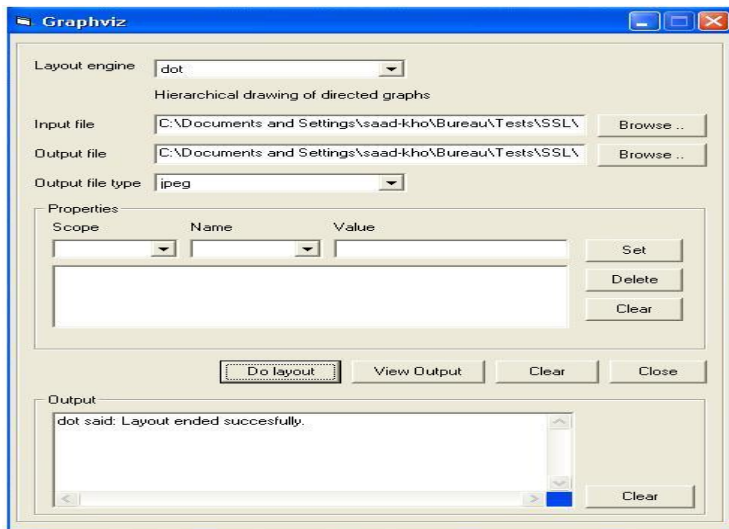 Graphviz
Layout engine dot
Hierarchical drawing of directed graphs
Input file C:\Documents and Settings\saad-kho\Bureau\Tests\SSL\ Browse ..
Output file C:\Documents and Settings\saad-kho\Bureau\Tests\SSL\ Browse ..
Output file type jpeg
Properties
Scope Name Value
Set
Delete
Clear
Do layout View Output Clear Close
Output
dot said: Layout ended succesfully.
Clear